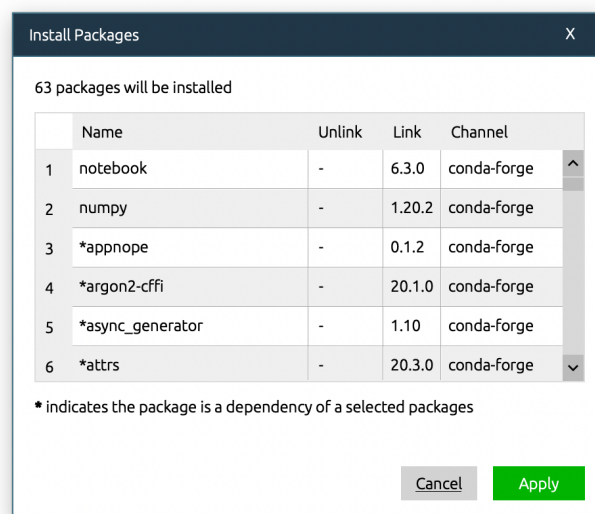 Install Packages X
63 packages will be installed
Name Unlink Link Channel
1 notebook - 6.3.0 conda-forge
2 numpy - 1.20.2 conda-forge
3 *appnope - 0.1.2 conda-forge
4 *argon2-cffi - 20.1.0 conda-forge
5 *async_generator - 1.10 conda-forge
6 *attrs - 20.3.0 conda-forge
* indicates the package is a dependency of a selected packages
Cancel Apply